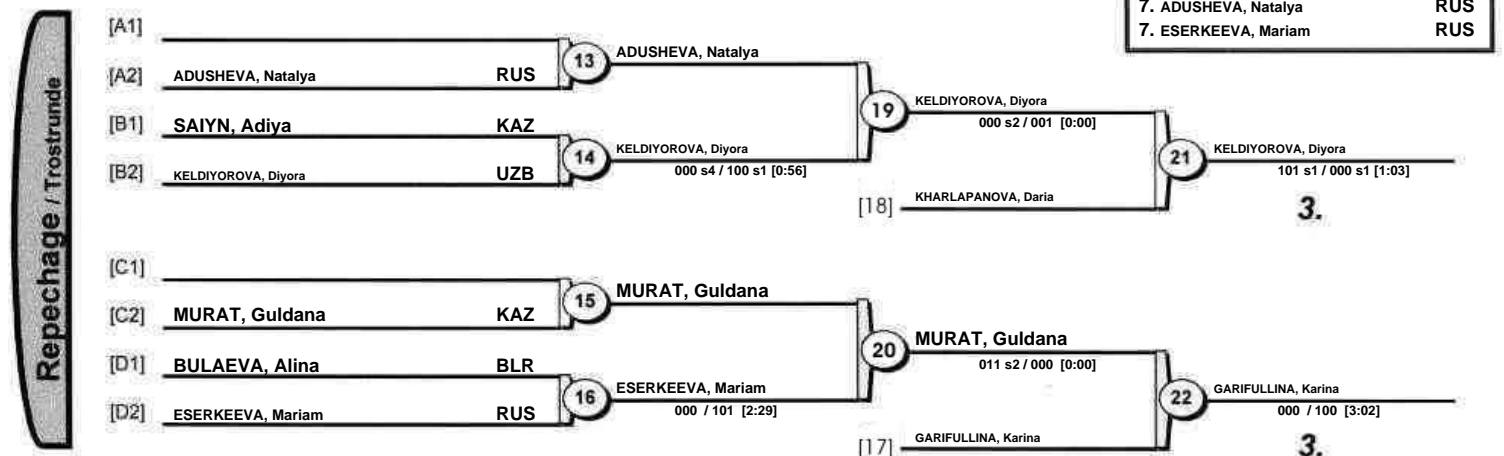 7. ADUSHEVA, Natalya RUS
7. ESERKEEVA, Mariam RUS
Repechage / Trostrunde
[A1]
[A2] ADUSHEVA, Natalya RUS
13 ADUSHEVA, Natalya
[B1] SAIYN, Adiya KAZ
[B2] KELDIYOROVA, Diyora UZB
14 KELDIYOROVA, Diyora
000 s4 / 100 s1 [0:56]
19 KELDIYOROVA, Diyora
000 s2 / 001 [0:00]
[18] KHARLAPANOVA, Daria
21 KELDIYOROVA, Diyora
101 s1 / 000 s1 [1:03]
3.
[C1]
[C2] MURAT, Guldana KAZ
15 MURAT, Guldana
[D1] BULAEVA, Alina BLR
[D2] ESERKEEVA, Mariam RUS
16 ESERKEEVA, Mariam
000 / 101 [2:29]
20 MURAT, Guldana
011 s2 / 000 [0:00]
[17] GARIFULLINA, Karina
22 GARIFULLINA, Karina
000 / 100 [3:02]
3.